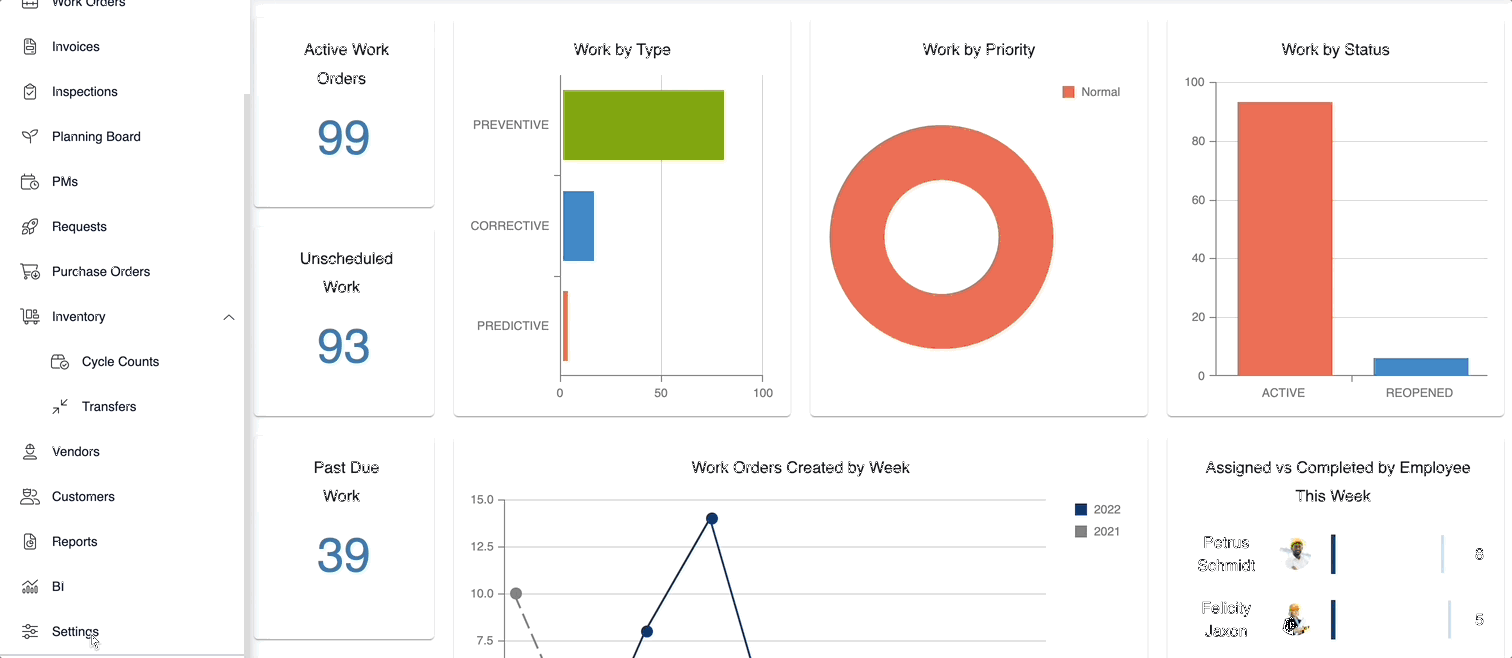 Work Orders
Invoices
Inspections
Planning Board
PMs
Requests
Purchase Orders
Inventory
Cycle Counts
Transfers
Vendors
Customers
Reports
BI
Settings
Active Work
Orders
99
Unscheduled
Work
93
Past Due
Work
39
Work by Type
PREVENTIVE
CORRECTIVE
PREDICTIVE
0 50 100
Work by Priority
Normal
Work by Status
100
80
60
40
20
0
ACTIVE REOPENED
Work Orders Created by Week
15.0
12.5
10.0
7.5
2022
2021
Assigned vs Completed by Employee
This Week
Petrus
Schmidt
8
Felicity
Jaxon
5